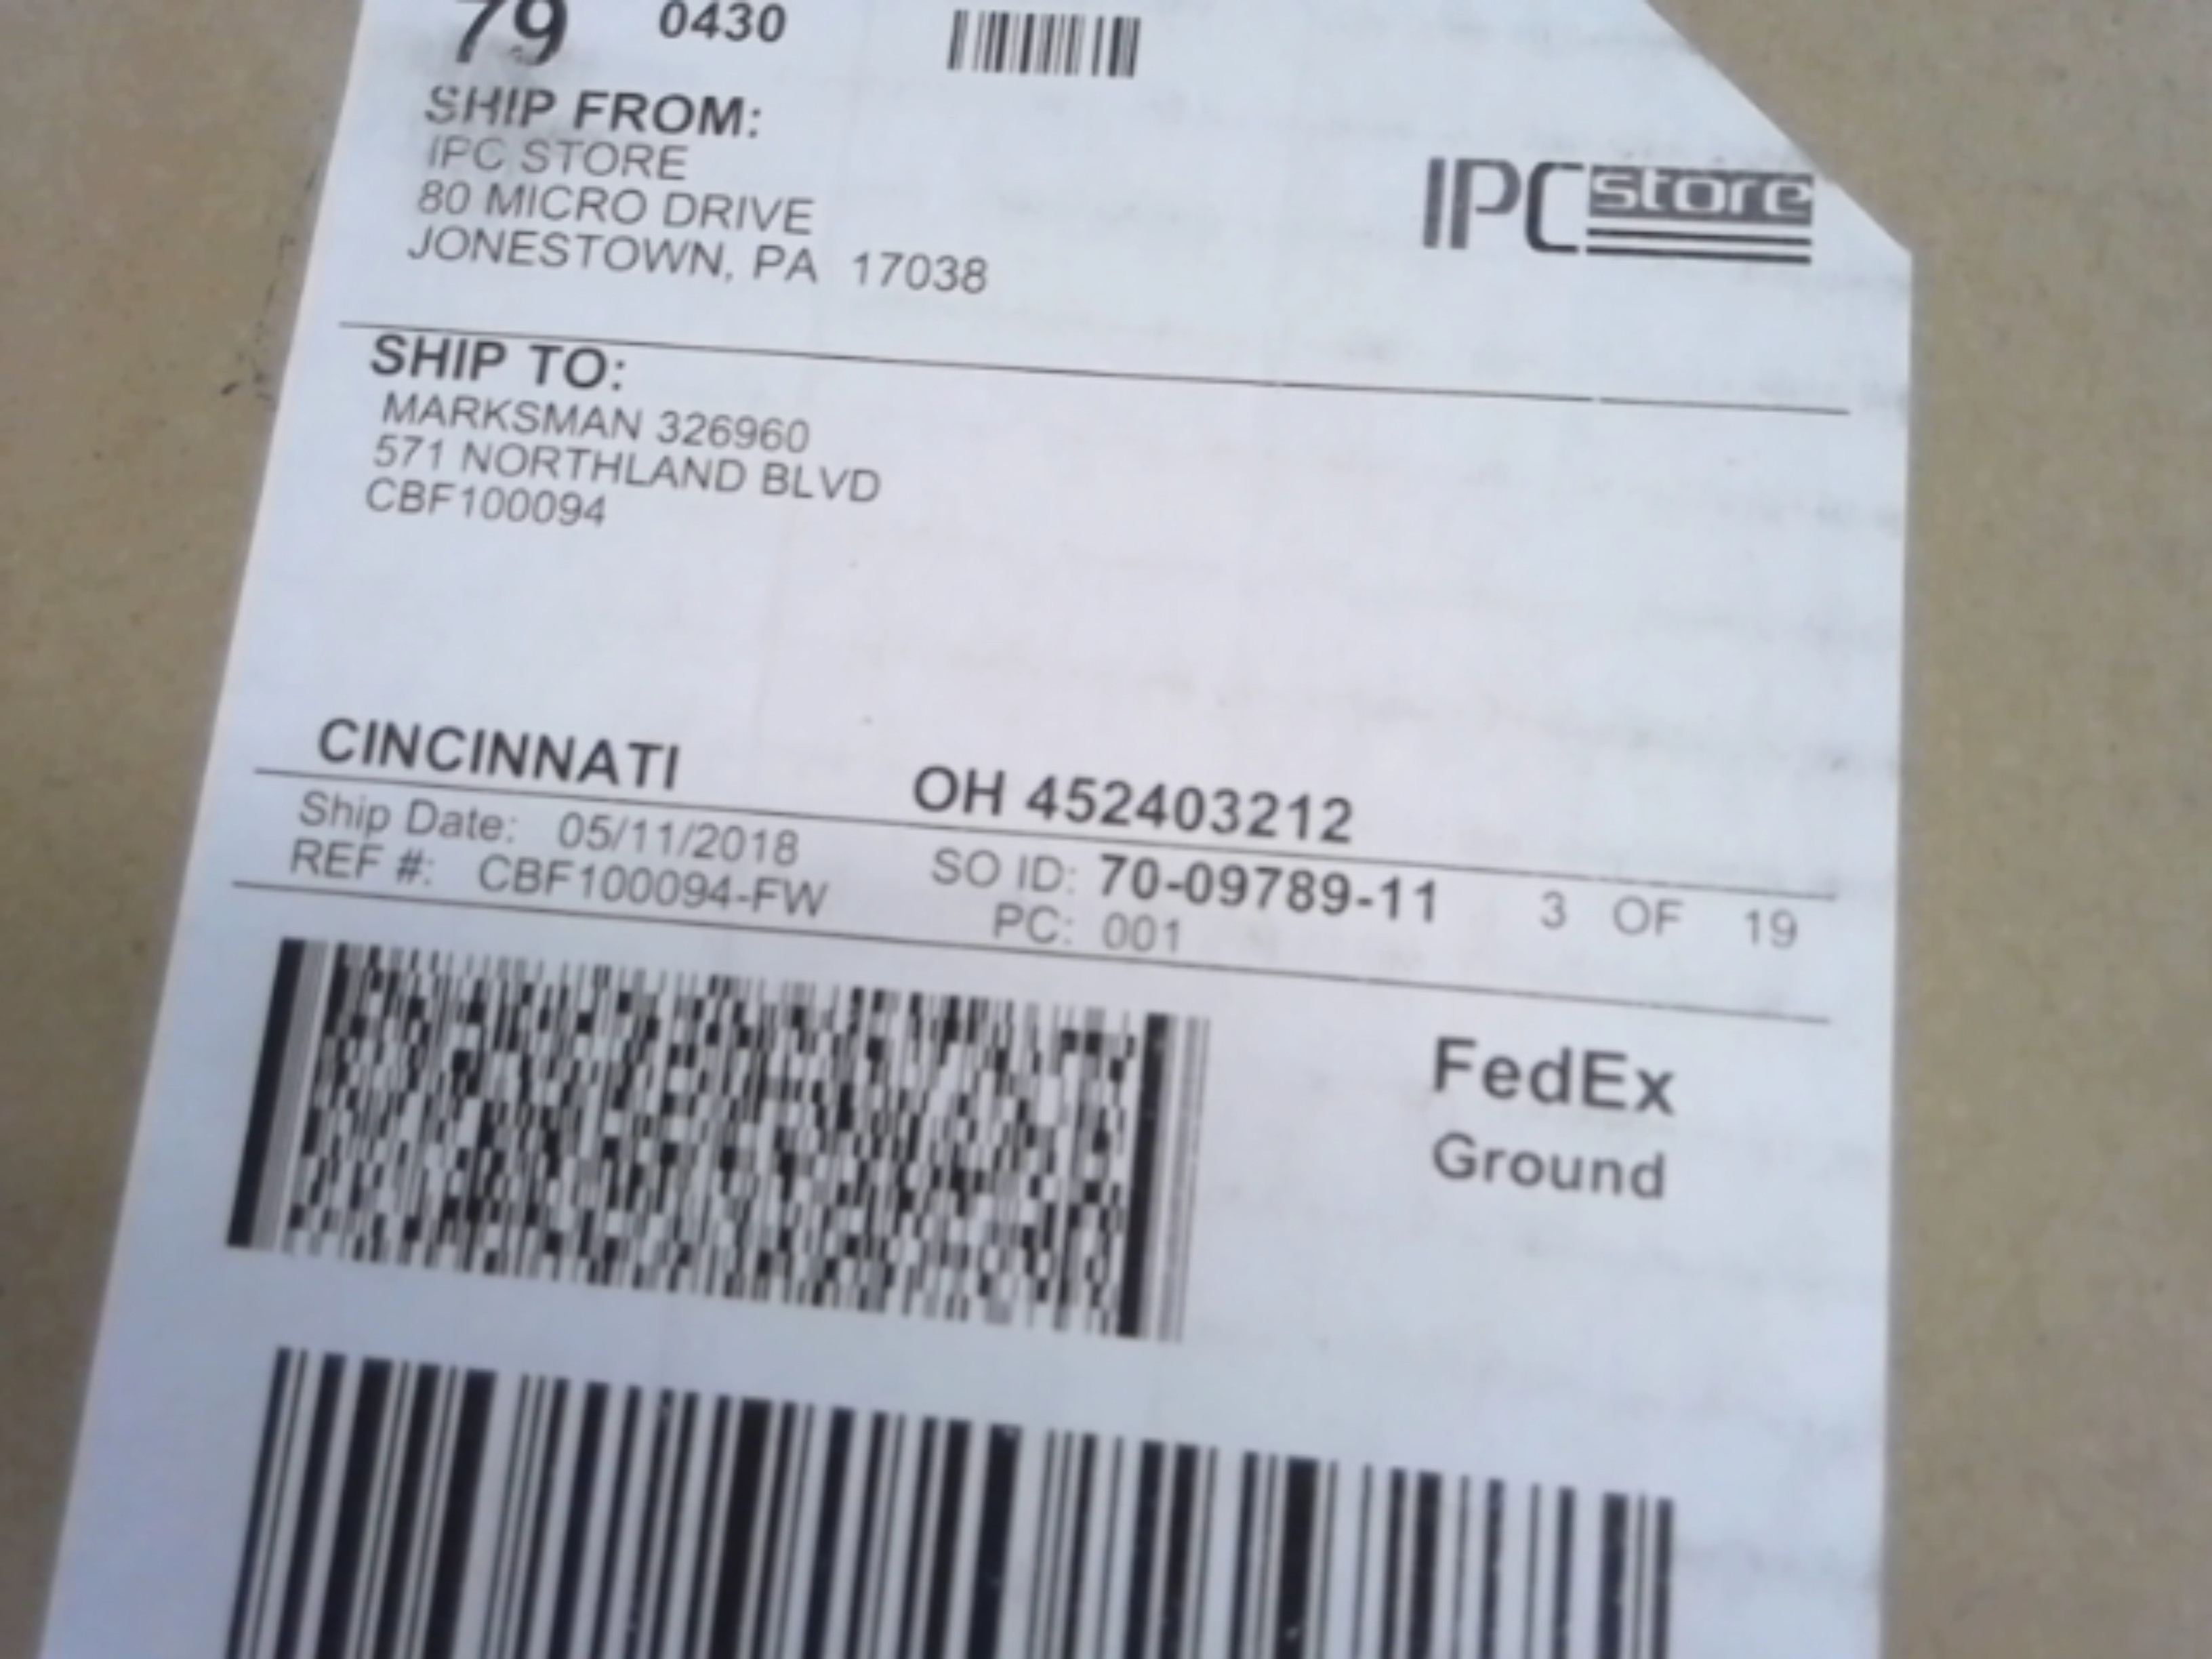 79 0430
SHIP FROM:
IPC STORE
80 MICRO DRIVE
JONESTOWN, PA 17038
IPC store
SHIP TO:
MARKSMAN 326960
571 NORTHLAND BLVD
CBF100094
CINCINNATI OH 452403212
Ship Date: 05/11/2018
REF #: CBF100094-FW
SO ID: 70-09789-11 3 OF 19
PC: 001
FedEx
Ground